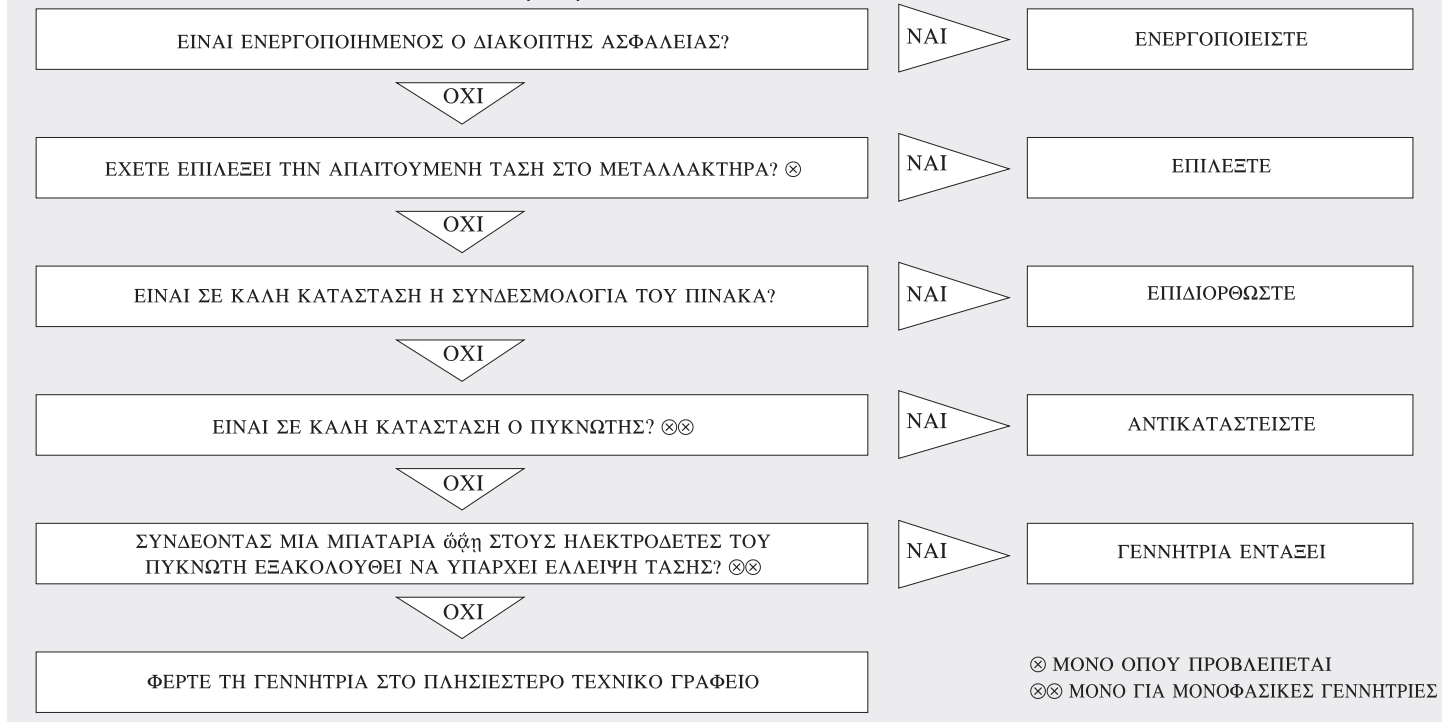 ΕΙΝΑΙ ΕΝΕΡΓΟΠΟΙΗΜΕΝΟΣ Ο ΔΙΑΚΟΠΤΗΣ ΑΣΦΑΛΕΙΑΣ?
ΝΑΙ
ΕΝΕΡΓΟΠΟΙΕΙΣΤΕ
ΟΧΙ
ΕΧΕΤΕ ΕΠΙΛΕΞΕΙ ΤΗΝ ΑΠΑΙΤΟΥΜΕΝΗ ΤΑΣΗ ΣΤΟ ΜΕΤΑΛΛΑΚΤΗΡΑ? ⊗
ΝΑΙ
ΕΠΙΛΕΞΤΕ
ΟΧΙ
ΕΙΝΑΙ ΣΕ ΚΑΛΗ ΚΑΤΑΣΤΑΣΗ Η ΣΥΝΔΕΣΜΟΛΟΓΙΑ ΤΟΥ ΠΙΝΑΚΑ?
ΝΑΙ
ΕΠΙΔΙΟΡΘΩΣΤΕ
ΟΧΙ
ΕΙΝΑΙ ΣΕ ΚΑΛΗ ΚΑΤΑΣΤΑΣΗ Ο ΠΥΚΝΩΤΗΣ? ⊗⊗
ΝΑΙ
ΑΝΤΙΚΑΤΑΣΤΕΙΣΤΕ
ΟΧΙ
ΣΥΝΔΕΟΝΤΑΣ ΜΙΑ ΜΠΑΤΑΡΙΑ ΣΤΟΥΣ ΗΛΕΚΤΡΟΔΕΤΕΣ ΤΟΥ
ΠΥΚΝΩΤΗ ΕΞΑΚΟΛΟΥΘΕΙ ΝΑ ΥΠΑΡΧΕΙ ΕΛΛΕΙΨΗ ΤΑΣΗΣ? ⊗⊗
ΝΑΙ
ΓΕΝΝΗΤΡΙΑ ΕΝΤΑΞΕΙ
ΟΧΙ
ΦΕΡΤΕ ΤΗ ΓΕΝΝΗΤΡΙΑ ΣΤΟ ΠΛΗΣΙΕΣΤΕΡΟ ΤΕΧΝΙΚΟ ΓΡΑΦΕΙΟ
⊗ ΜΟΝΟ ΟΠΟΥ ΠΡΟΒΛΕΠΕΤΑΙ
⊗⊗ ΜΟΝΟ ΓΙΑ ΜΟΝΟΦΑΣΙΚΕΣ ΓΕΝΝΗΤΡΙΕΣ